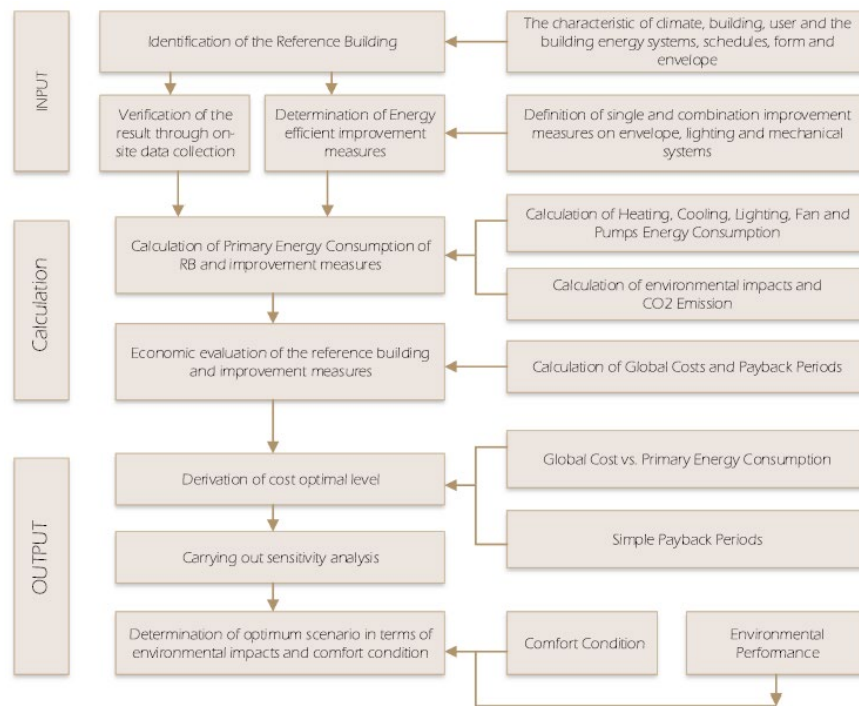 INPUT
Identification of the Reference Building
The characteristic of climate, building, user and
the building energy systems, schedules, form and
envelope
Verification of the
result through on-
site data collection
Determination of Energy
efficient improvement
measures
Definition of single and combination improvement
measures on envelope, lighting and mechanical
systems
Calculation
Calculation of Primary Energy Consumption of
RB and improvement measures
Calculation of Heating, Cooling, Lighting, Fan and
Pumps Energy Consumption
Calculation of environmental impacts and
CO2 Emission
Economic evaluation of the reference building
and improvement measures
Calculation of Global Costs and Payback Periods
OUTPUT
Derivation of cost optimal level
Global Cost vs. Primary Energy Consumption
Simple Payback Periods
Carrying out sensitivity analysis
Determination of optimum scenario in terms of
environmental impacts and comfort condition
Comfort Condition
Environmental
Performance